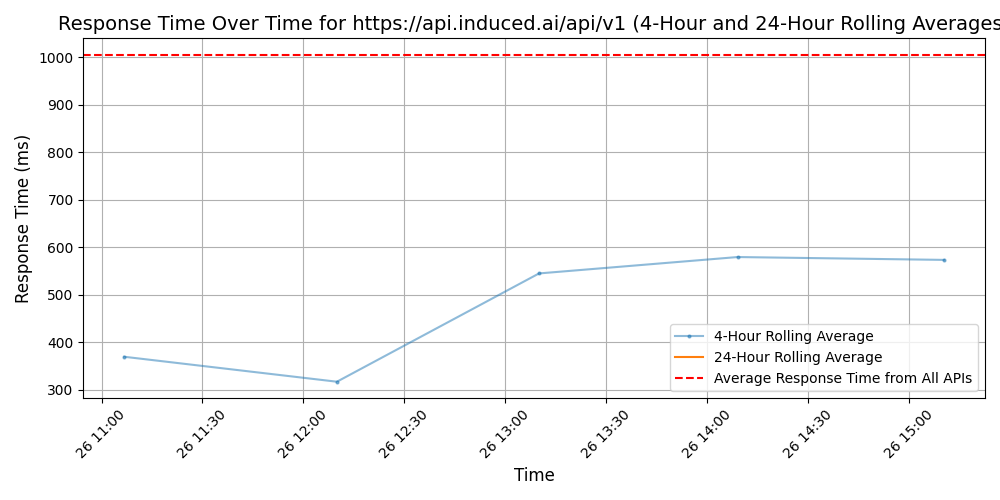 Response Time Over Time for https://api.induced.ai/api/v1 (4-Hour and 24-Hour Rolling Averages
Response Time (ms)
1000
900
800
700
600
500
400
300
4-Hour Rolling Average
24-Hour Rolling Average
Average Response Time from All APIs
26 11:00
26 11:30
26 12:00
26 12:30
26 13:00
26 13:30
26 14:00
26 14:30
26 15:00
Time